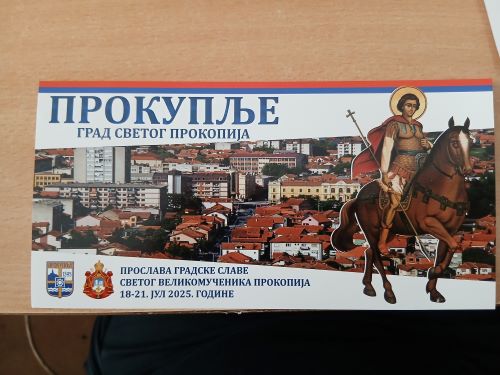 ПРОКУПЉЕ
ГРАД СВЕТОГ ПРОКОПИЈА
ПРОСЛАВА ГРАДСКЕ СЛАВЕ
СВЕТОГ ВЕЛИКОМУЧЕНИКА ПРОКОПИЈА
18-21. ЈУЛ 2025. ГОДИНЕ